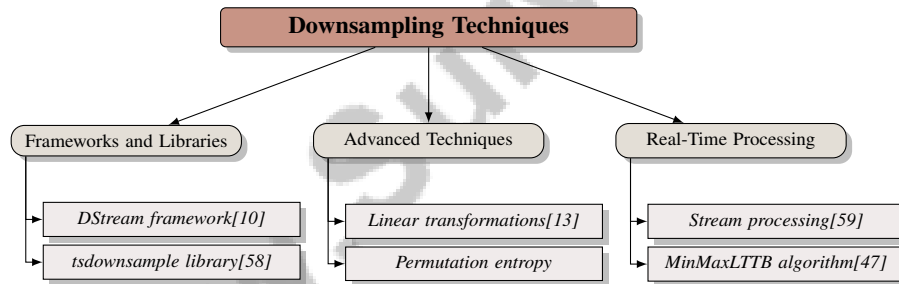 Downsampling Techniques
Frameworks and Libraries
DStream framework[10]
tsdownsample library[58]
Advanced Techniques
Linear transformations[13]
Permutation entropy
Real-Time Processing
Stream processing[59]
MinMaxLTTB algorithm[47]